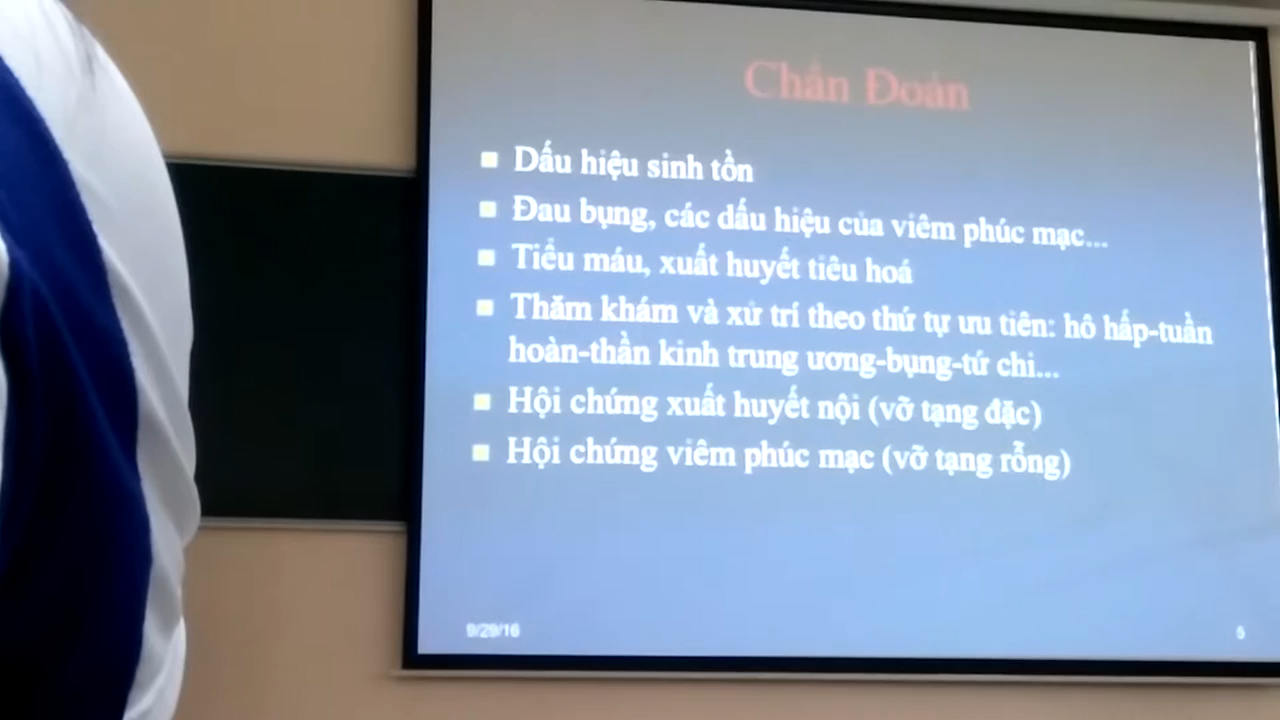 Chẩn Đoán
Dấu hiệu sinh tồn
Đau bụng, các dấu hiệu của viêm phúc mạc...
Tiểu máu, xuất huyết tiêu hoá
Thăm khám và xử trí theo thứ tự ưu tiên: hô hấp-tuần
hoàn-thần kinh trung ương-bụng-tứ chi...
Hội chứng xuất huyết nội (vỡ tạng đặc)
Hội chứng viêm phúc mạc (vỡ tạng rỗng)
9/29/16
5